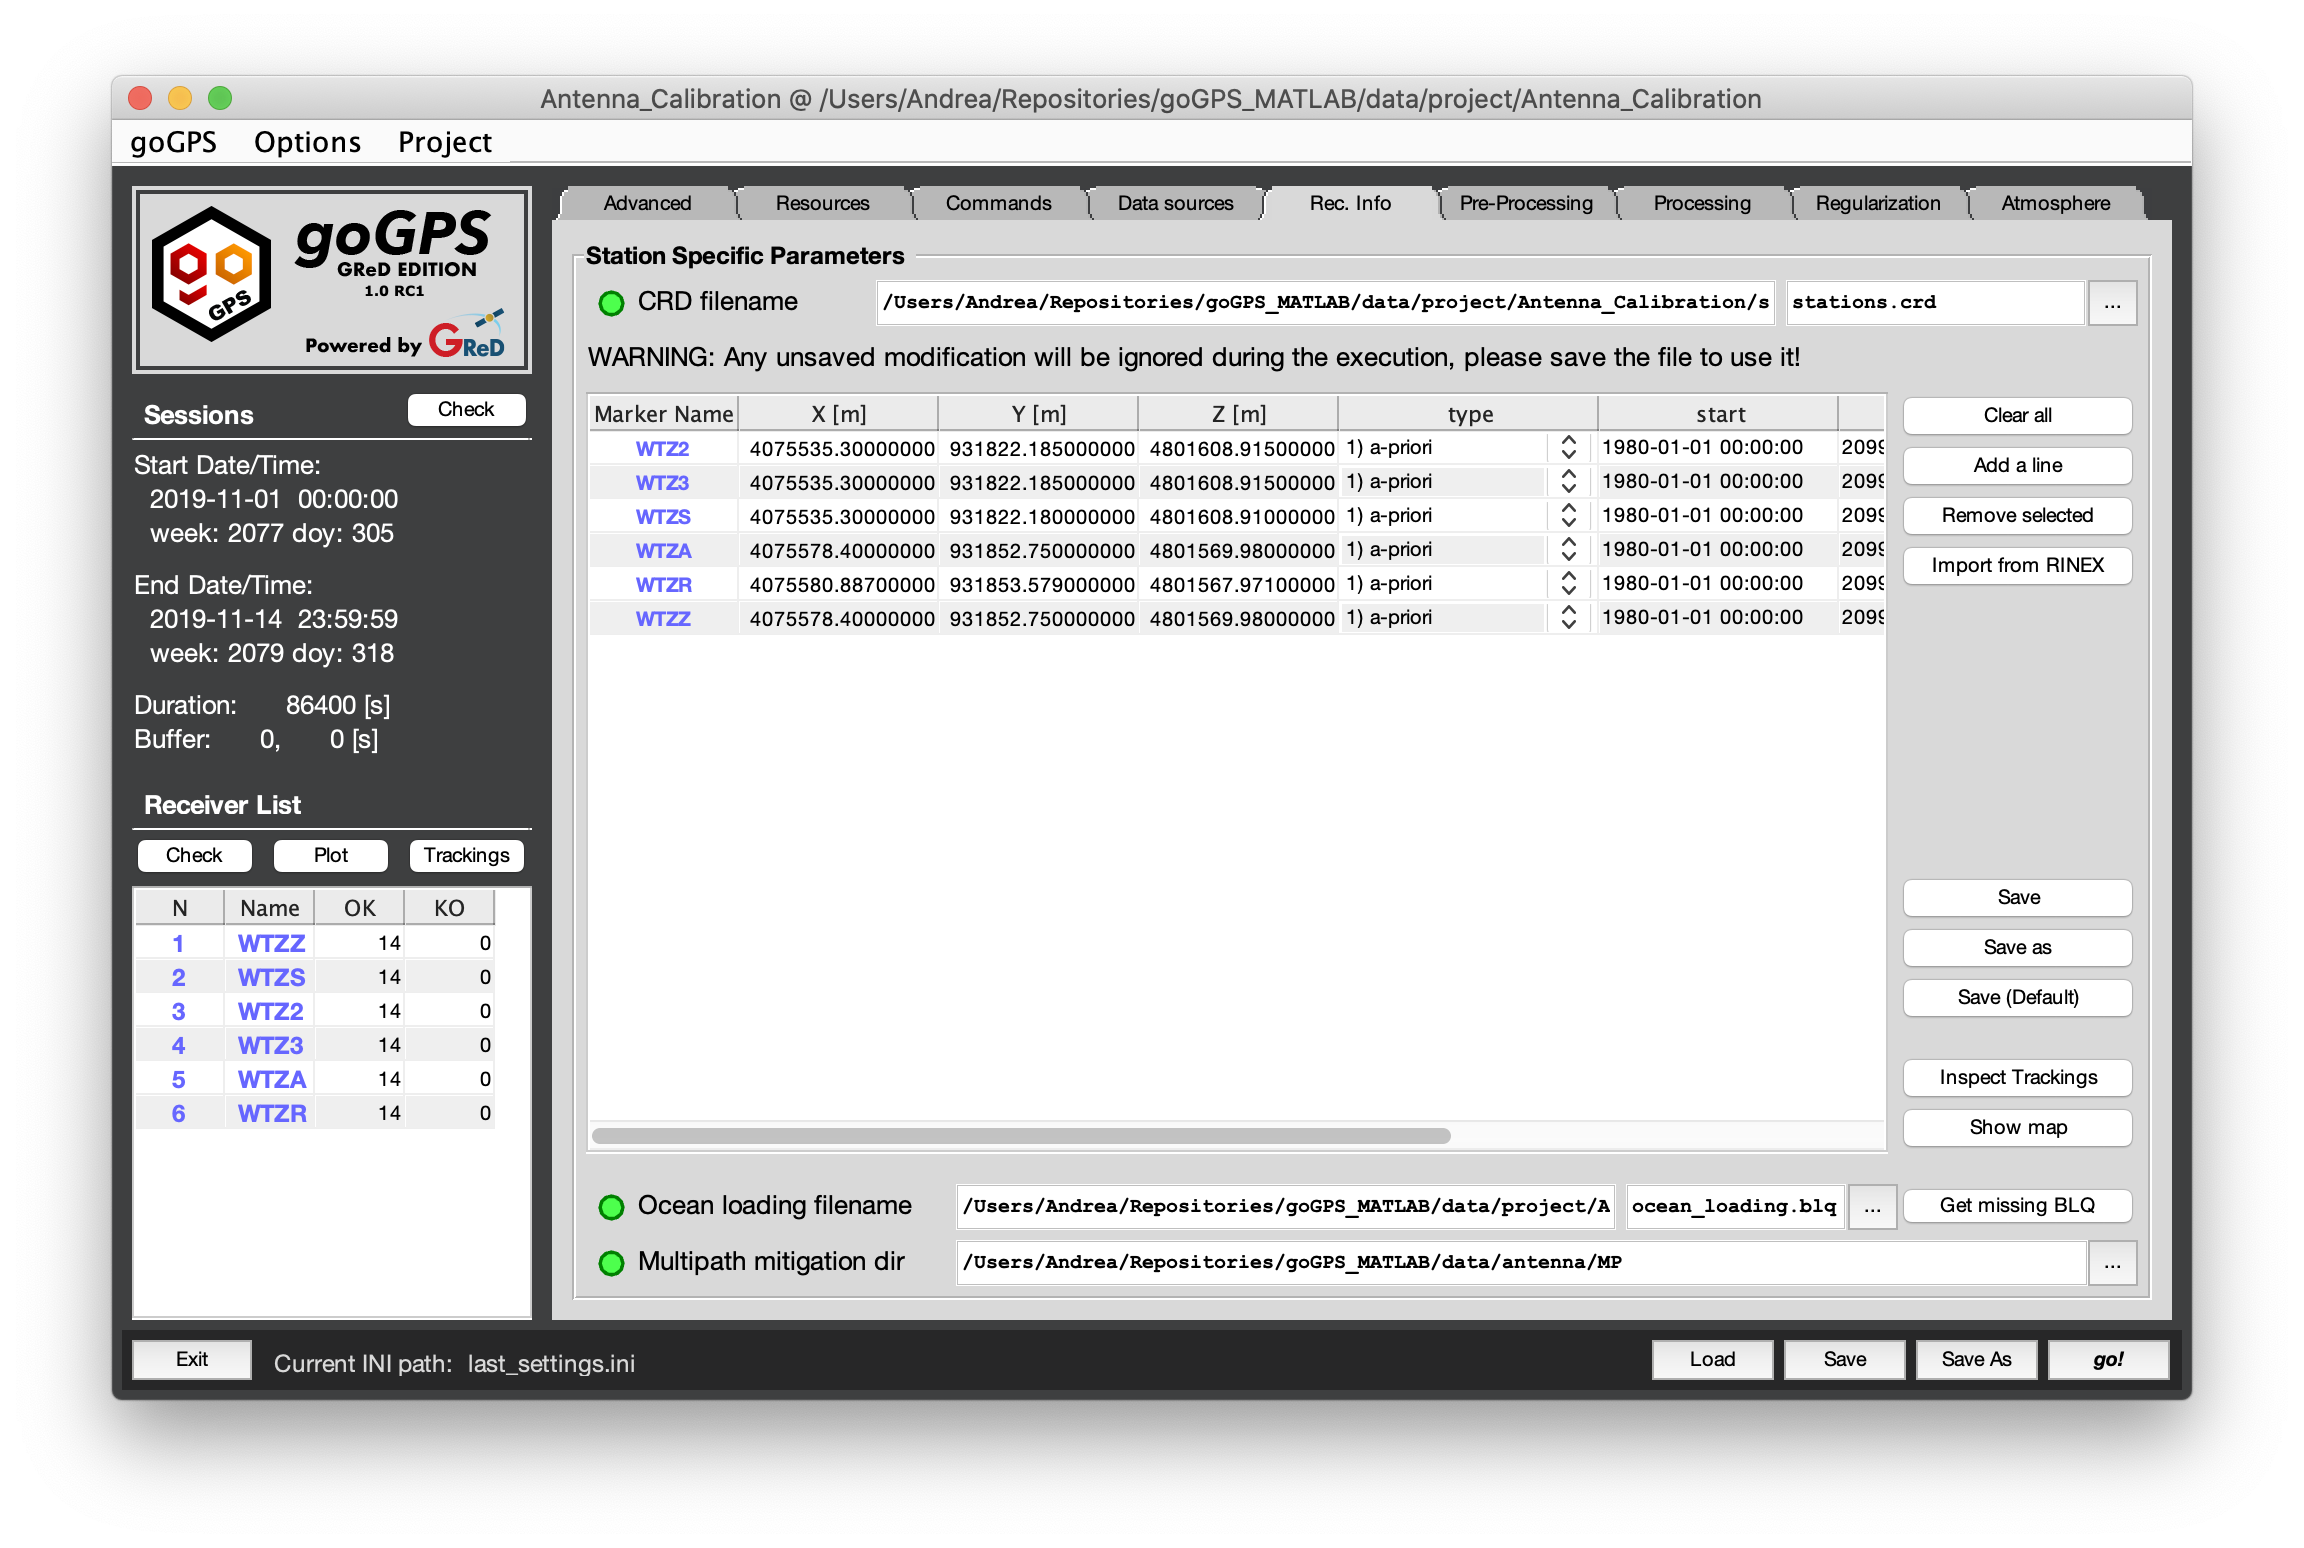 Antenna_Calibration @ /Users/Andrea/Repositories/goGPS_MATLAB/data/project/Antenna_Calibration
goGPS Options Project
go GPS
goGPS
GReD EDITION
1.0 RC1
Powered by GReD
Sessions Check
Start Date/Time:
2019-11-01 00:00:00
week: 2077 doy: 305
End Date/Time:
2019-11-14 23:59:59
week: 2079 doy: 318
Duration: 86400 [s]
Buffer: 0, 0 [s]
Receiver List
Check Plot Trackings
N Name OK KO
1 WTZZ 14 0
2 WTZS 14 0
3 WTZ2 14 0
4 WTZ3 14 0
5 WTZA 14 0
6 WTZR 14 0
Advanced Resources Commands Data sources Rec. Info Pre-Processing Processing Regularization Atmosphere
Station Specific Parameters
CRD filename /Users/Andrea/Repositories/goGPS_MATLAB/data/project/Antenna_Calibration/s stations.crd ...
WARNING: Any unsaved modification will be ignored during the execution, please save the file to use it!
Marker Name X [m] Y [m] Z [m] type start
WTZ2 4075535.30000000 931822.185000000 4801608.91500000 1) a-priori 1980-01-01 00:00:00 2099
WTZ3 4075535.30000000 931822.185000000 4801608.91500000 1) a-priori 1980-01-01 00:00:00 2099
WTZS 4075535.30000000 931822.180000000 4801608.91000000 1) a-priori 1980-01-01 00:00:00 2099
WTZA 4075578.40000000 931852.750000000 4801569.98000000 1) a-priori 1980-01-01 00:00:00 2099
WTZR 4075580.88700000 931853.579000000 4801567.97100000 1) a-priori 1980-01-01 00:00:00 2099
WTZZ 4075578.40000000 931852.750000000 4801569.98000000 1) a-priori 1980-01-01 00:00:00 2099
Clear all
Add a line
Remove selected
Import from RINEX
Save
Save as
Save (Default)
Inspect Trackings
Show map
Ocean loading filename /Users/Andrea/Repositories/goGPS_MATLAB/data/project/A ocean_loading.blq ... Get missing BLQ
Multipath mitigation dir /Users/Andrea/Repositories/goGPS_MATLAB/data/antenna/MP ...
Exit Current INI path: last_settings.ini Load Save Save As go!